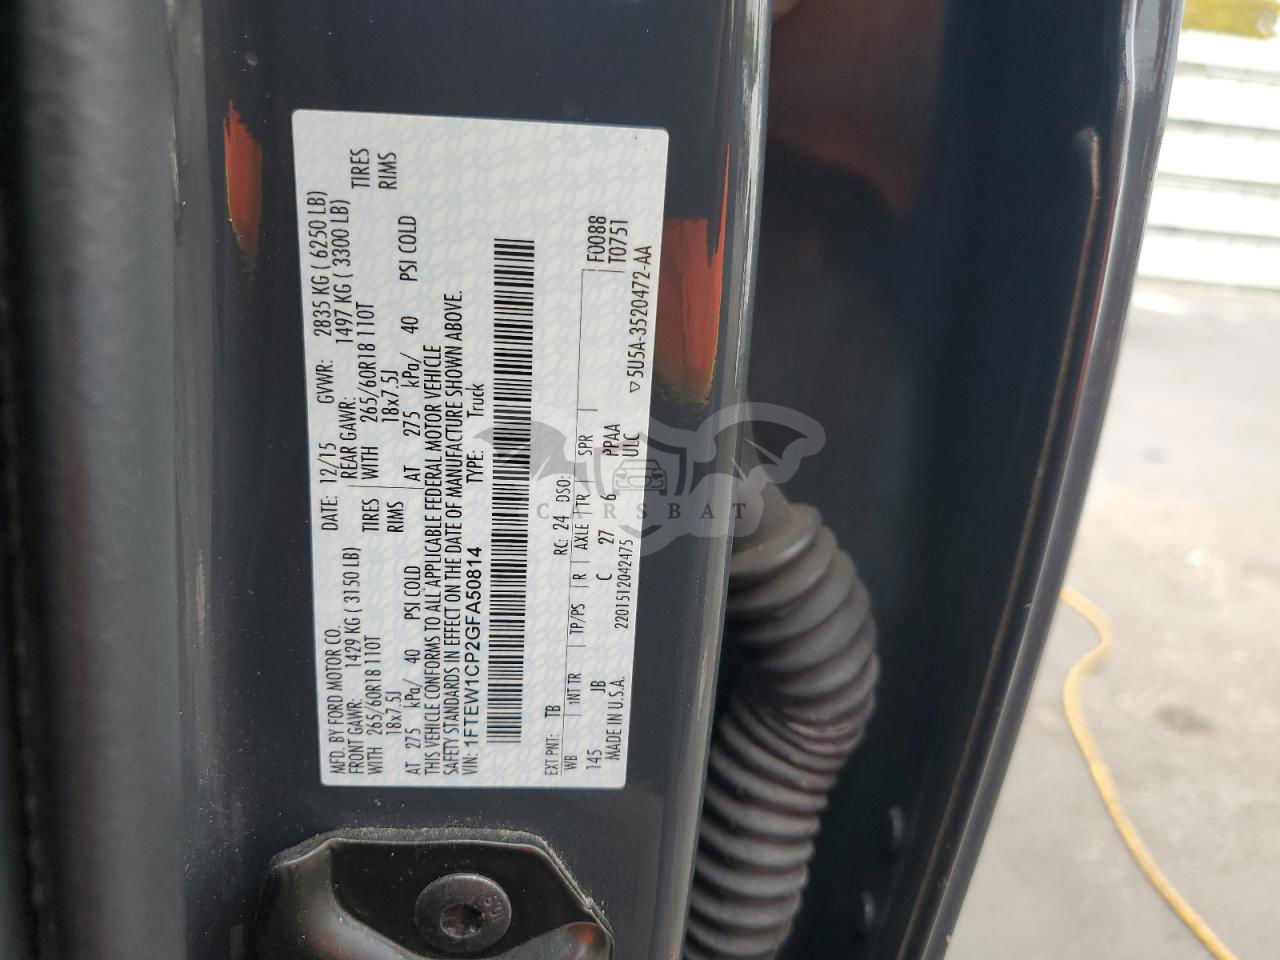 MFD. BY FORD MOTOR CO.
DATE: 12/15 GVWR: 2835 KG ( 6250 LB)
FRONT GAWR: 1429 KG ( 3150 LB) REAR GAWR: 1497 KG ( 3300 LB)
WITH 265/60R18 110T TIRES WITH 265/60R18 110T TIRES
18x7.5J RIMS 18x7.5J RIMS
AT 275 kPa/ 40 PSI COLD AT 275 kPa/ 40 PSI COLD
THIS VEHICLE CONFORMS TO ALL APPLICABLE FEDERAL MOTOR VEHICLE
SAFETY STANDARDS IN EFFECT ON THE DATE OF MANUFACTURE SHOWN ABOVE.
VIN: 1FTEW1CP2GFA50814 TYPE: Truck
EXT PNT: TB RC: 24 DSO: F0088
WB INT TR TP/PS R AXLE TR SPR T0751
145 JB C 27 6 PPAA
MADE IN U.S.A. 2201512042475 ULC
▽ 5U5A-3520472-AA
CARSBAT